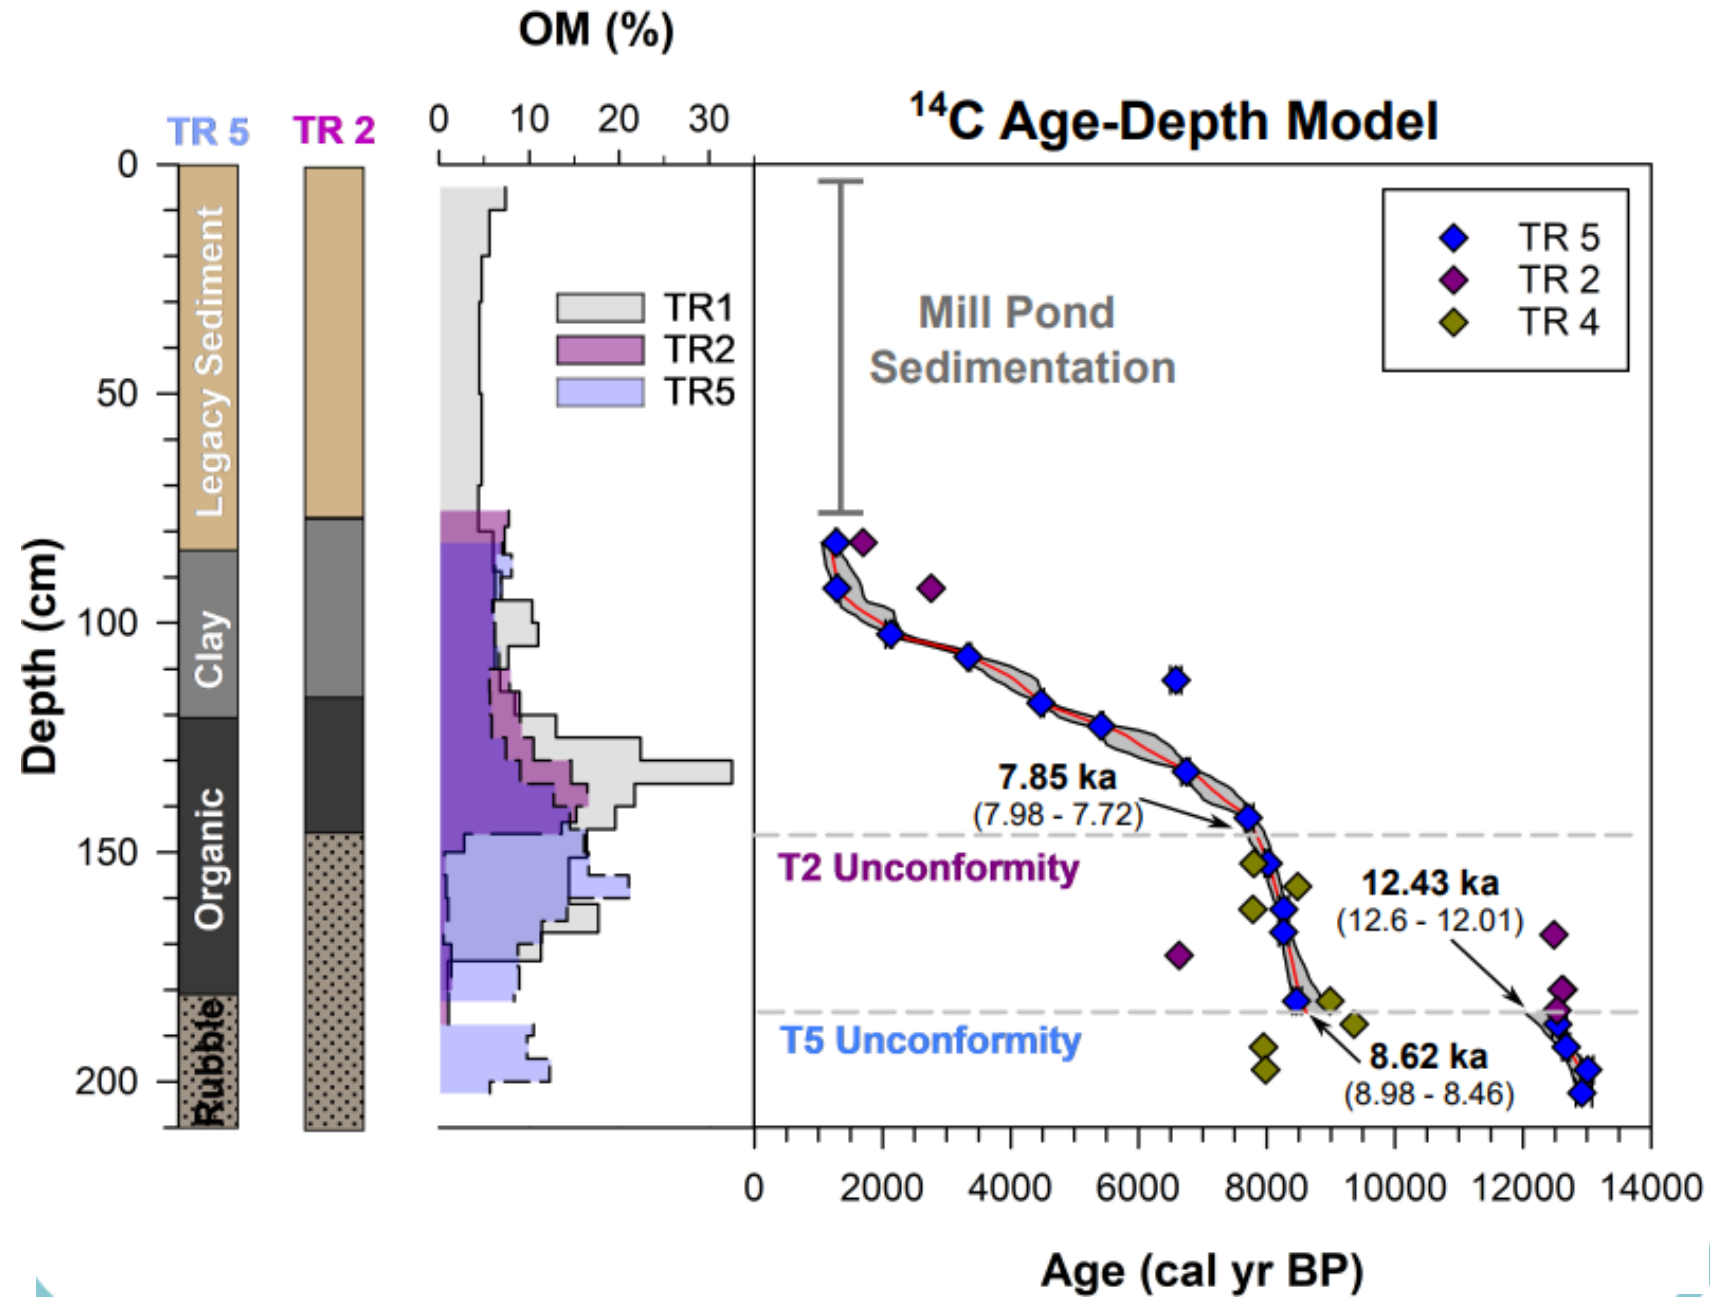 OM (%)
TR 5
TR 2
0
10
20
30
14C Age-Depth Model
0
50
100
150
200
Depth (cm)
Legacy Sediment
Clay
Organic
Rubble
TR1
TR2
TR5
Mill Pond
Sedimentation
TR 5
TR 2
TR 4
7.85 ka
(7.98 - 7.72)
T2 Unconformity
12.43 ka
(12.6 - 12.01)
T5 Unconformity
8.62 ka
(8.98 - 8.46)
0
2000
4000
6000
8000
10000
12000
14000
Age (cal yr BP)